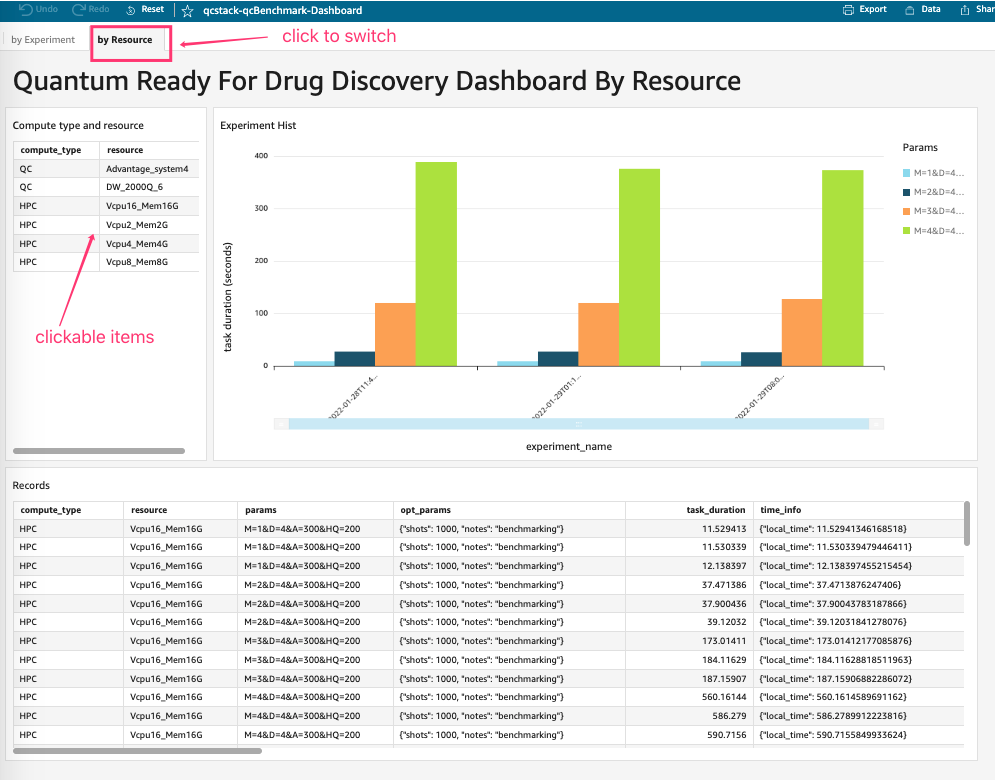 Undo Redo Reset qcstack-qcBenchmark-Dashboard Export Data Shar
by Experiment by Resource click to switch
Quantum Ready For Drug Discovery Dashboard By Resource
Compute type and resource
compute_type resource
QC Advantage_system4
QC DW_2000Q_6
HPC Vcpu16_Mem16G
HPC Vcpu2_Mem2G
HPC Vcpu4_Mem4G
HPC Vcpu8_Mem8G
clickable items
Experiment Hist
400
300
200
100
0
task duration (seconds)
2022-01-28T11:4...
2022-01-29T01:1...
2022-01-29T08:0...
experiment_name
Params
M=1&D=4...
M=2&D=4...
M=3&D=4...
M=4&D=4...
Records
compute_type resource params opt_params task_duration time_info
HPC Vcpu16_Mem16G M=1&D=4&A=300&HQ=200 {"shots": 1000, "notes": "benchmarking"} 11.529413 {"local_time": 11.52941346168518}
HPC Vcpu16_Mem16G M=1&D=4&A=300&HQ=200 {"shots": 1000, "notes": "benchmarking"} 11.530339 {"local_time": 11.530339479446411}
HPC Vcpu16_Mem16G M=1&D=4&A=300&HQ=200 {"shots": 1000, "notes": "benchmarking"} 12.138397 {"local_time": 12.138397455215454}
HPC Vcpu16_Mem16G M=2&D=4&A=300&HQ=200 {"shots": 1000, "notes": "benchmarking"} 37.471386 {"local_time": 37.4713876247406}
HPC Vcpu16_Mem16G M=2&D=4&A=300&HQ=200 {"shots": 1000, "notes": "benchmarking"} 37.900436 {"local_time": 37.90043783187866}
HPC Vcpu16_Mem16G M=2&D=4&A=300&HQ=200 {"shots": 1000, "notes": "benchmarking"} 39.12032 {"local_time": 39.12031841278076}
HPC Vcpu16_Mem16G M=3&D=4&A=300&HQ=200 {"shots": 1000, "notes": "benchmarking"} 173.01411 {"local_time": 173.01412177085876}
HPC Vcpu16_Mem16G M=3&D=4&A=300&HQ=200 {"shots": 1000, "notes": "benchmarking"} 184.11629 {"local_time": 184.11628818511963}
HPC Vcpu16_Mem16G M=3&D=4&A=300&HQ=200 {"shots": 1000, "notes": "benchmarking"} 187.15907 {"local_time": 187.15906882286072}
HPC Vcpu16_Mem16G M=4&D=4&A=300&HQ=200 {"shots": 1000, "notes": "benchmarking"} 560.16144 {"local_time": 560.1614589691162}
HPC Vcpu16_Mem16G M=4&D=4&A=300&HQ=200 {"shots": 1000, "notes": "benchmarking"} 586.279 {"local_time": 586.2789912223816}
HPC Vcpu16_Mem16G M=4&D=4&A=300&HQ=200 {"shots": 1000, "notes": "benchmarking"} 590.7156 {"local_time": 590.7155849933624}